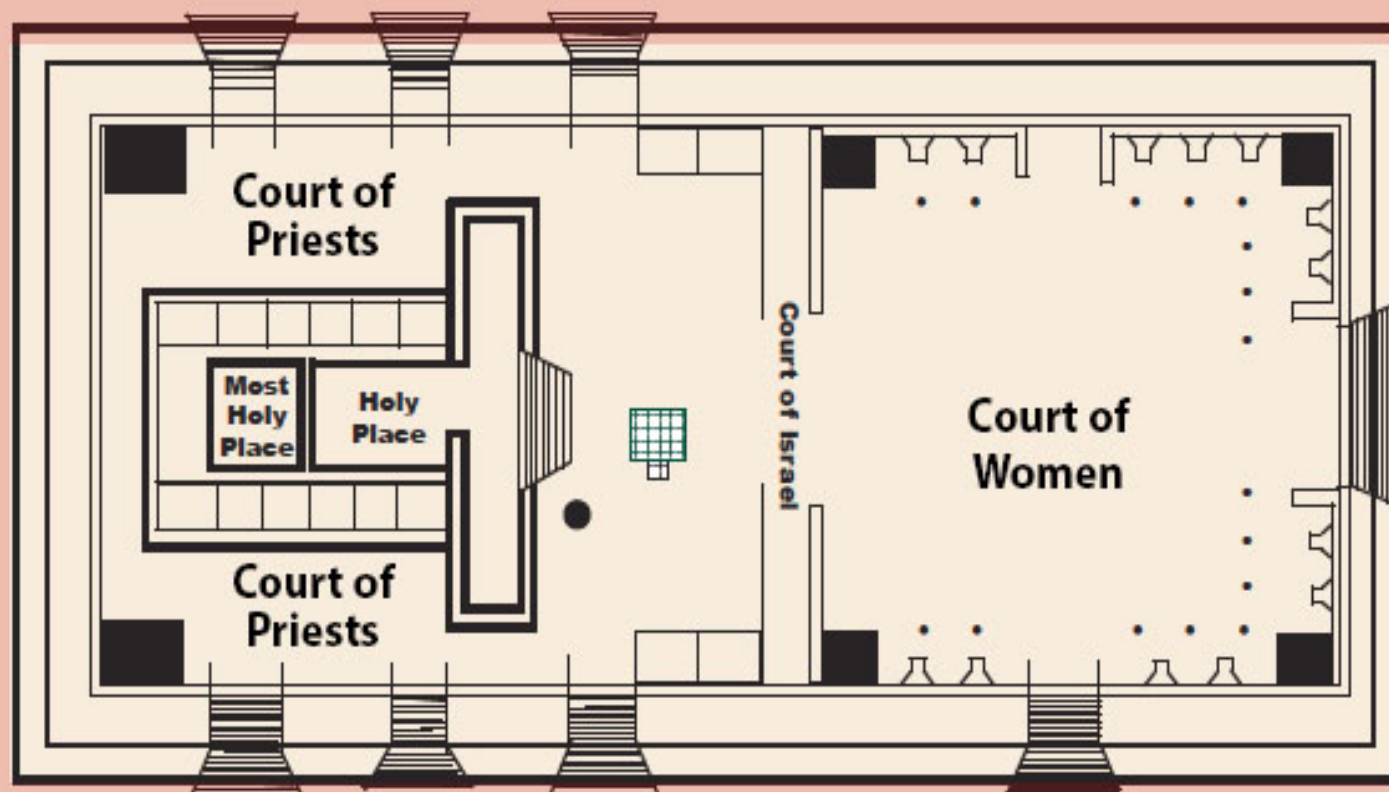 Court of
Priests
Most
Holy
Place
Holy
Place
Court of Israel
Court of
Women
Court of
Priests